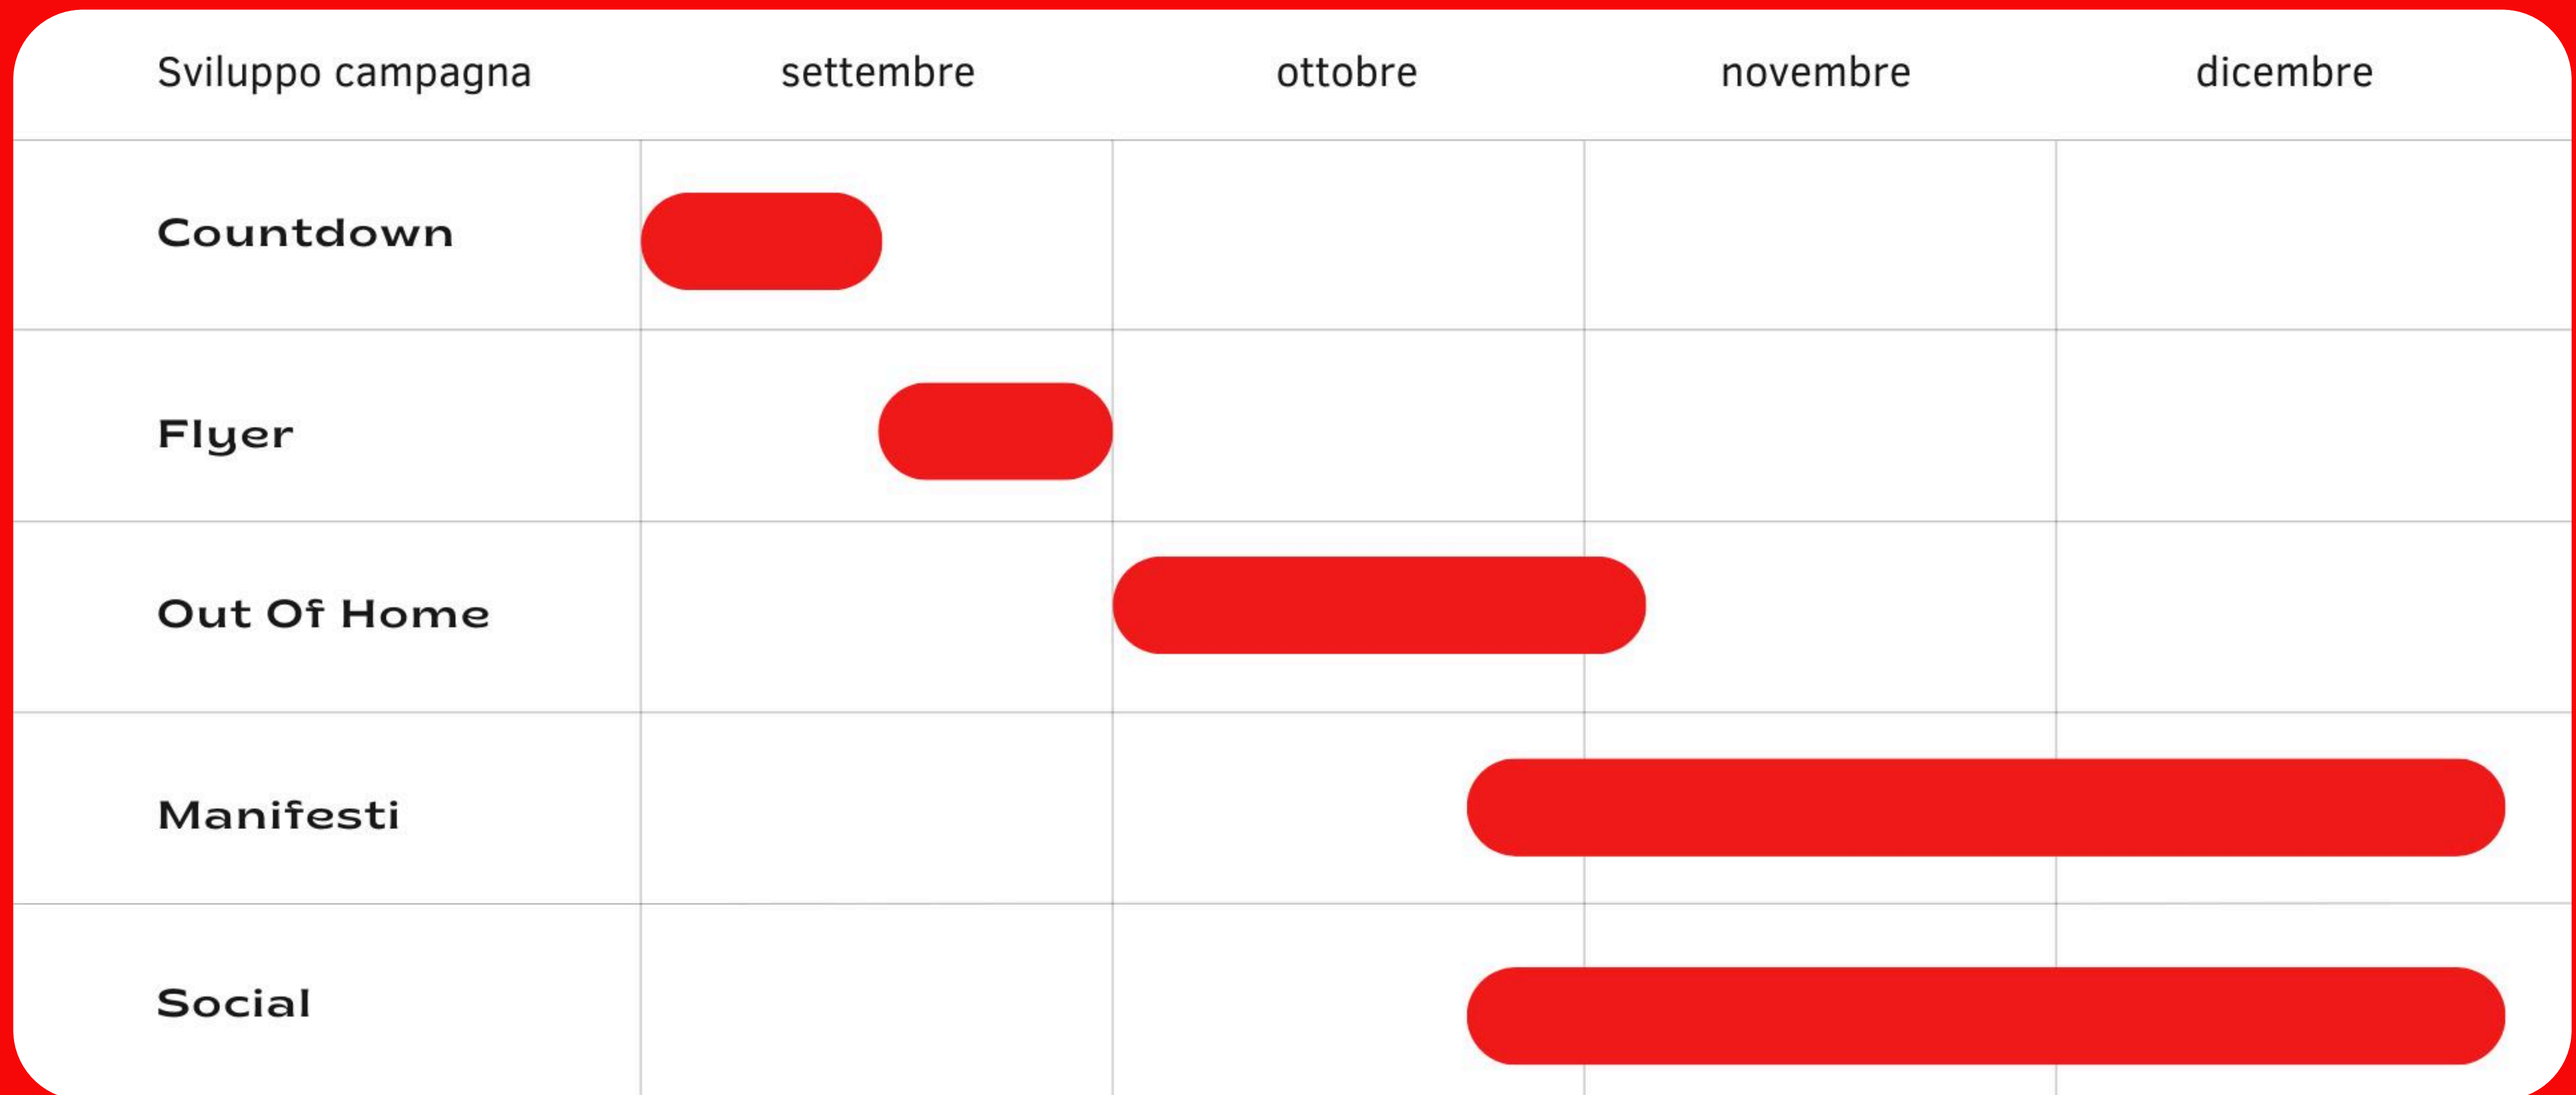 Sviluppo campagna settembre ottobre novembre dicembre
Countdown
Flyer
Out Of Home
Manifesti
Social